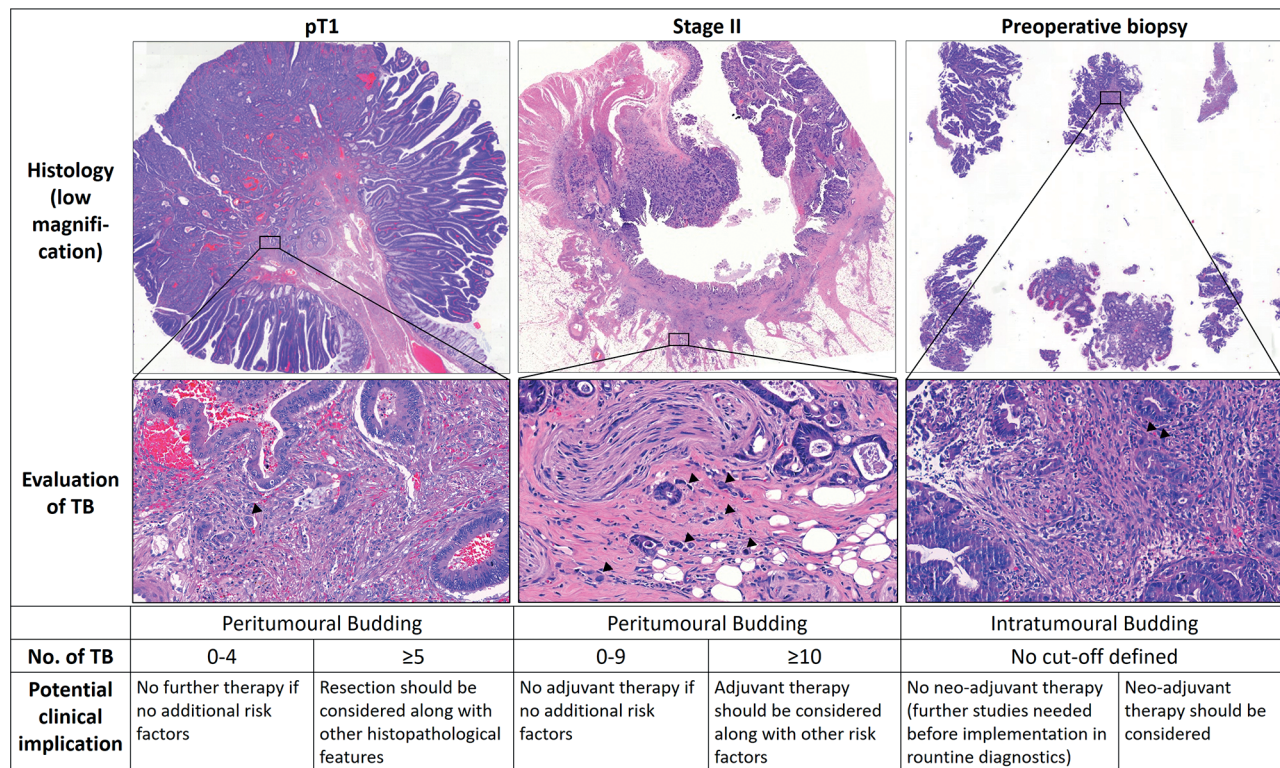 pT1
Stage II
Preoperative biopsy
Histology
(low
magnifi-
cation)
Evaluation
of TB
Peritumoural Budding
Peritumoural Budding
Intratumoural Budding
No. of TB
0-4
≥5
0-9
≥10
No cut-off defined
Potential
clinical
implication
No further therapy if
no additional risk
factors
Resection should be
considered along with
other histopathological
features
No adjuvant therapy if
no additional risk
factors
Adjuvant therapy
should be considered
along with other risk
factors
No neo-adjuvant therapy
(further studies needed
before implementation in
rountine diagnostics)
Neo-adjuvant
therapy should be
considered